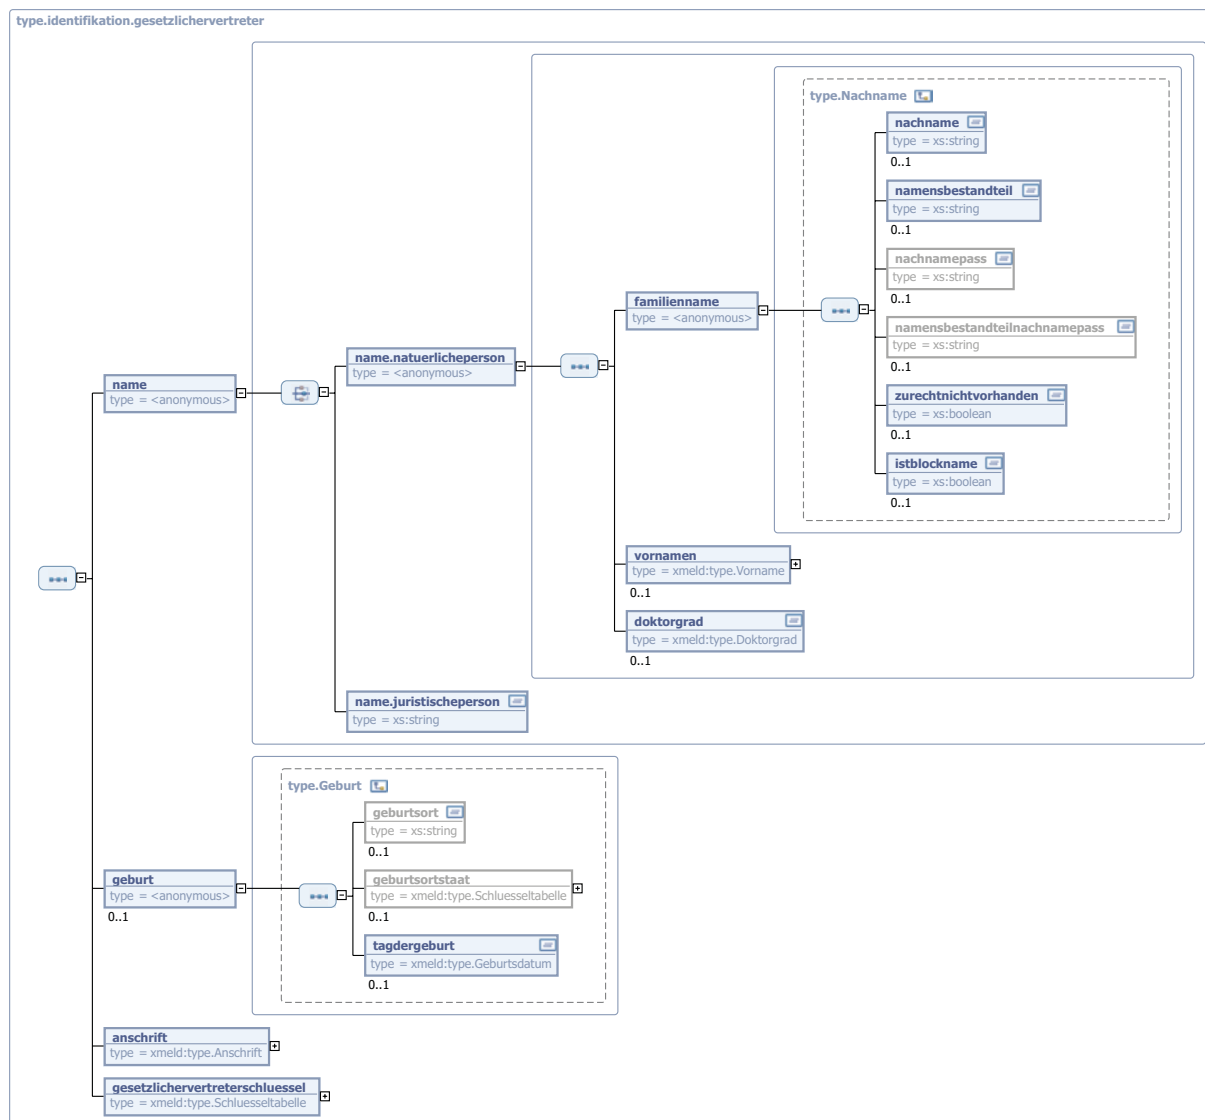 type.identifikation.gesetzlichervertreter
type.Nachname
nachname
type = xs:string
0..1
namensbestandteil
type = xs:string
0..1
nachnamepass
type = xs:string
0..1
familienname
type = <anonymous>
namensbestandteilnachnamepass
type = xs:string
0..1
name.natuerlicheperson
type = <anonymous>
name
type = <anonymous>
zurechtnichtvorhanden
type = xs:boolean
0..1
istblockname
type = xs:boolean
0..1
vornamen
type = xmeld:type.Vorname
0..1
doktorgrad
type = xmeld:type.Doktorgrad
0..1
name.juristischeperson
type = xs:string
type.Geburt
geburtsort
type = xs:string
0..1
geburt
type = <anonymous>
0..1
geburtsortstaat
type = xmeld:type.Schluesseltabelle
0..1
tagdergeburt
type = xmeld:type.Geburtsdatum
0..1
anschrift
type = xmeld:type.Anschrift
gesetzlichervertreterschluessel
type = xmeld:type.Schluesseltabelle